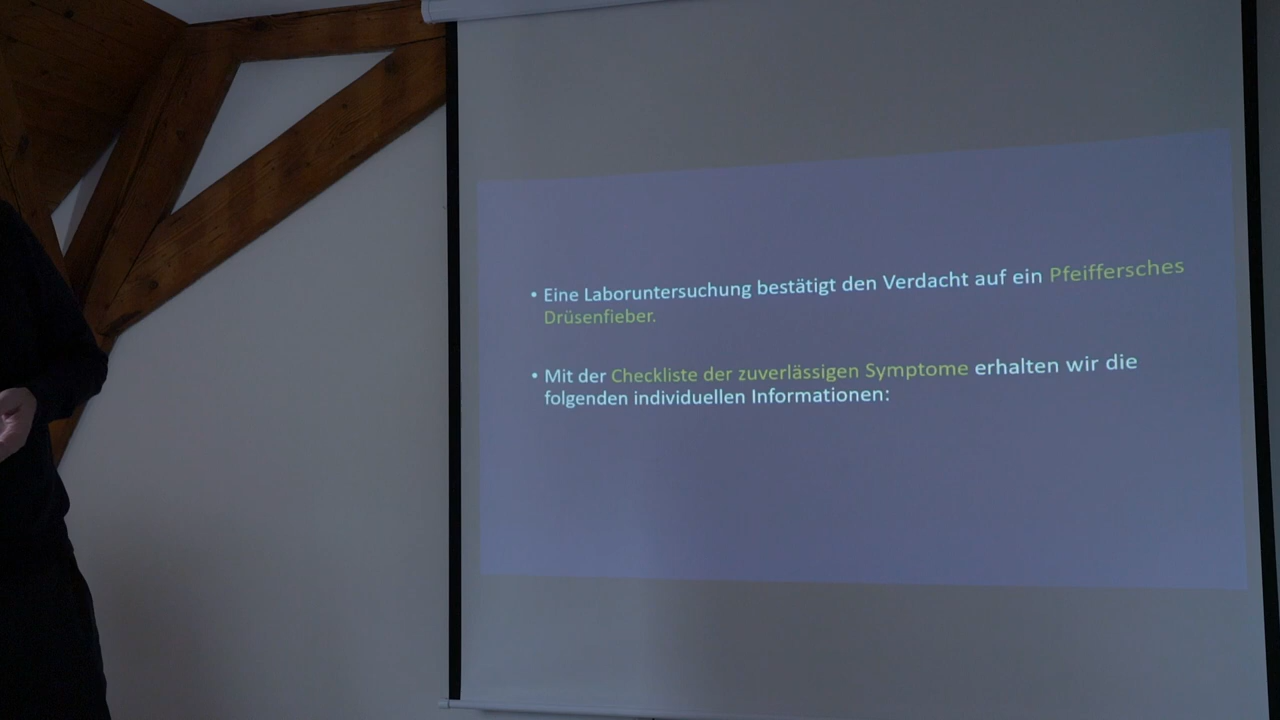 • Eine Laboruntersuchung bestätigt den Verdacht auf ein Pfeiffersches
Drüsenfieber.
• Mit der Checkliste der zuverlässigen Symptome erhalten wir die
folgenden individuellen Informationen: